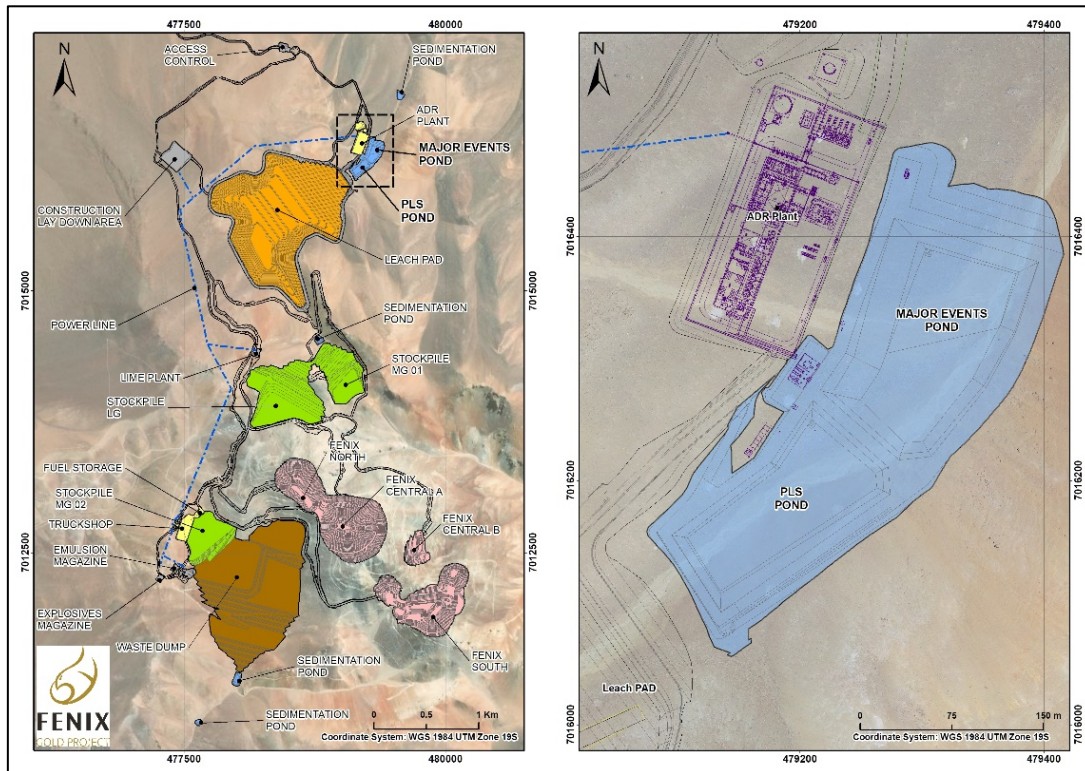 477500
480000
N
ACCESS
CONTROL
SEDIMENTATION
POND
ADR
PLANT
MAJOR EVENTS
POND
PLS
POND
CONSTRUCTION
LAY DOWN AREA
LEACH PAD
7015000
7015000
SEDIMENTATION
POND
POWER LINE
LIME PLANT
STOCKPILE
MG 01
STOCKPILE
LG
FENIX
NORTH
FUEL STORAGE
FENIX
CENTRAL A
STOCKPILE
MG 02
TRUCKSHOP
FENIX
CENTRAL B
EMULSION
MAGAZINE
7012500
7012500
EXPLOSIVES
MAGAZINE
WASTE DUMP
FENIX
SOUTH
SEDIMENTATION
POND
SEDIMENTATION
POND
FENIX
GOLD PROJECT
0 0.5 1 Km
Coordinate System: WGS 1984 UTM Zone 19S
477500
480000
479200
479400
N
ADR Plant
7016400
7016400
MAJOR EVENTS
POND
7016200
7016200
PLS
POND
Leach PAD
7016000
7016000
0 75 150 m
Coordinate System: WGS 1984 UTM Zone 19S
479200
479400